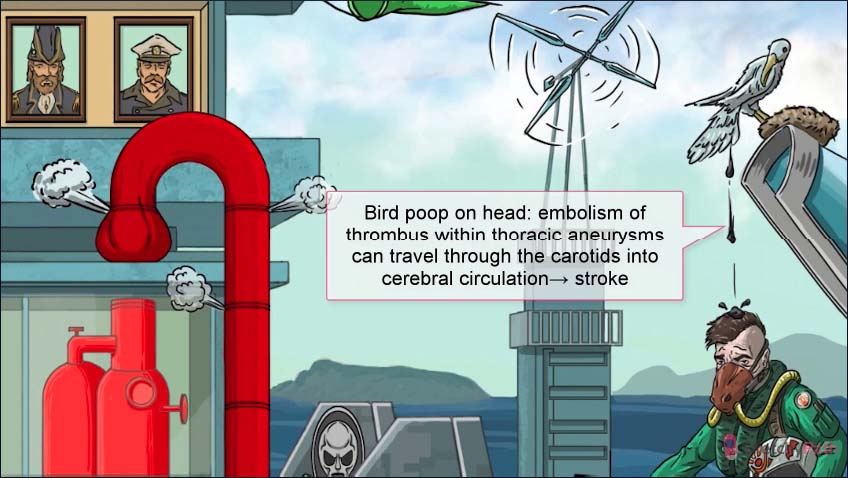 Bird poop on head: embolism of
thrombus within thoracic aneurysms
can travel through the carotids into
cerebral circulation→ stroke